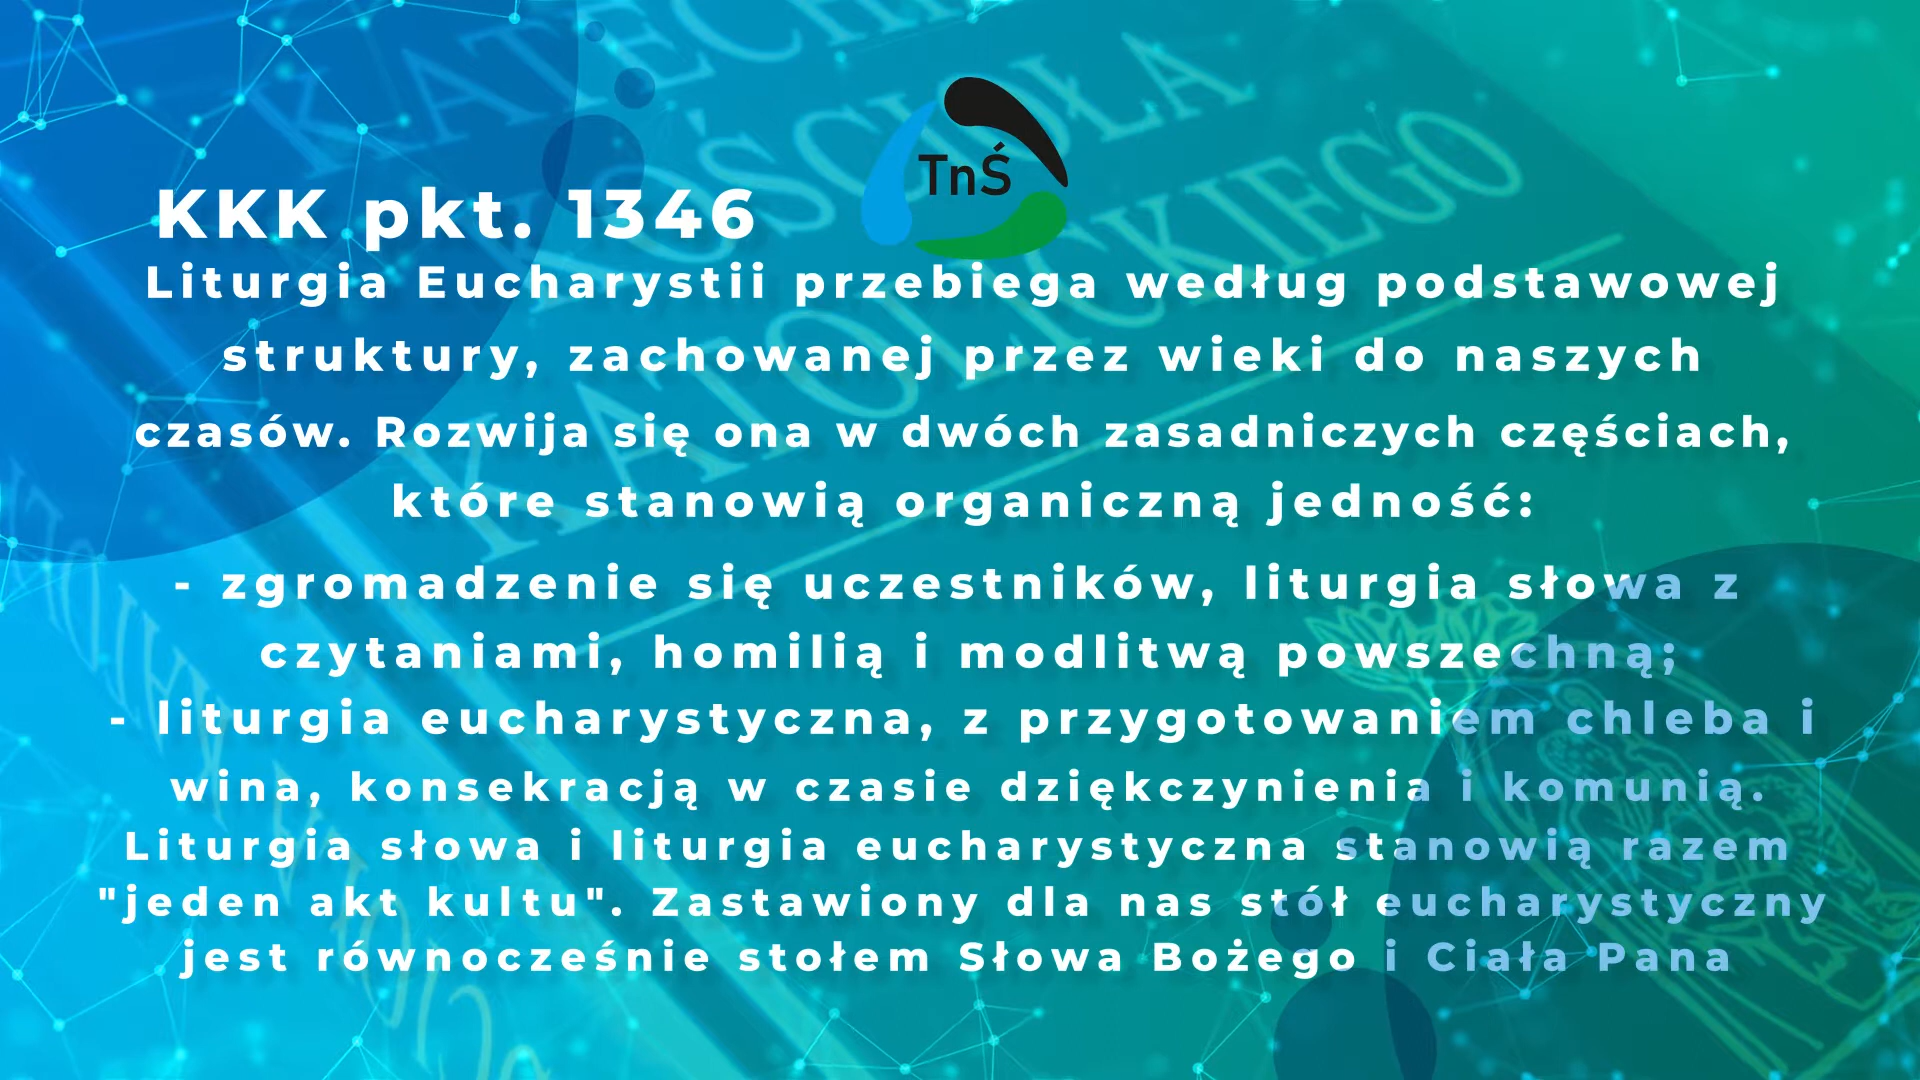 KATECHI
KOŚCIOŁA
KATOLICKIEGO
TnŚ
KKK pkt. 1346
Liturgia Eucharystii przebiega według podstawowej
struktury, zachowanej przez wieki do naszych
czasów. Rozwija się ona w dwóch zasadniczych częściach,
które stanowią organiczną jedność:
- zgromadzenie się uczestników, liturgia słowa z
czytaniami, homilią i modlitwą powszechną;
- liturgia eucharystyczna, z przygotowaniem chleba i
wina, konsekracją w czasie dziękczynienia i komunią.
Liturgia słowa i liturgia eucharystyczna stanowią razem
"jeden akt kultu". Zastawiony dla nas stół eucharystyczny
jest równocześnie stołem Słowa Bożego i Ciała Pana